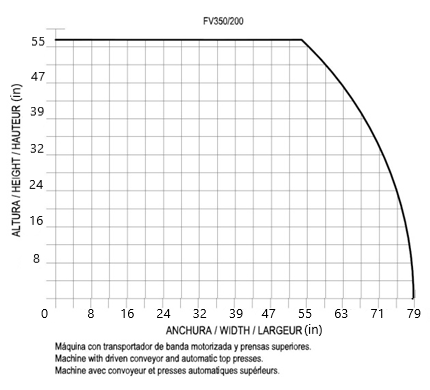 FV350/200
55
47
39
32
24
16
8
ALTURA / HEIGHT / HAUTEUR (in)
0 8 16 24 32 39 47 55 63 71 79
ANCHURA / WIDTH / LARGEUR (in)
Máquina con transportador de banda motorizada y prensas superiores.
Machine with driven conveyor and automatic top presses.
Machine avec convoyeur et presses automatiques supérieurs.